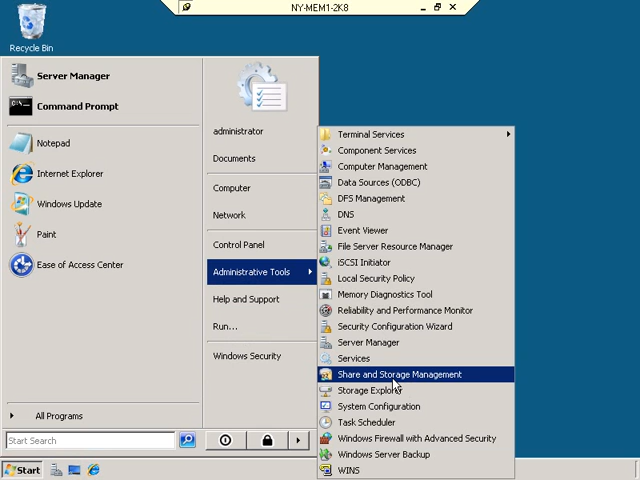 NY-MEM1-2K8
Recycle Bin
Server Manager
Command Prompt
Notepad
Internet Explorer
Windows Update
Paint
Ease of Access Center
All Programs
Start Search
Start
administrator
Documents
Computer
Network
Control Panel
Administrative Tools
Help and Support
Run...
Windows Security
Terminal Services
Component Services
Computer Management
Data Sources (ODBC)
DFS Management
DNS
Event Viewer
File Server Resource Manager
iSCSI Initiator
Local Security Policy
Memory Diagnostics Tool
Reliability and Performance Monitor
Security Configuration Wizard
Server Manager
Services
Share and Storage Management
Storage Explorer
System Configuration
Task Scheduler
Windows Firewall with Advanced Security
Windows Server Backup
WINS